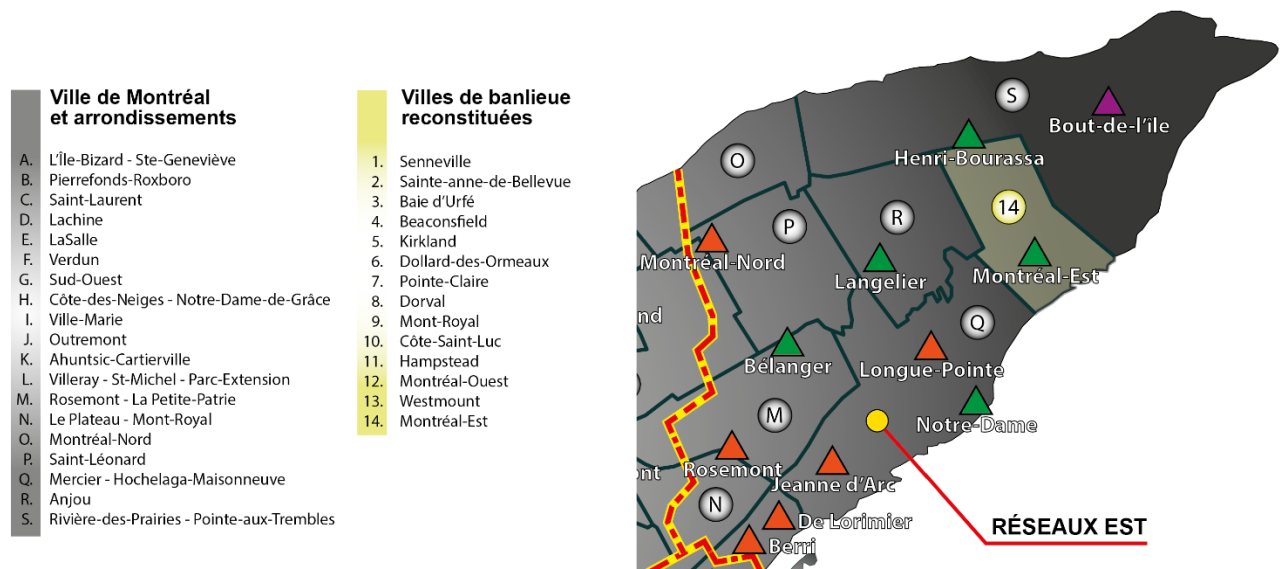 Ville de Montréal
et arrondissements
A. L'Île-Bizard - Ste-Geneviève
B. Pierrefonds-Roxboro
C. Saint-Laurent
D. Lachine
E. LaSalle
F. Verdun
G. Sud-Ouest
H. Côte-des-Neiges - Notre-Dame-de-Grâce
I. Ville-Marie
J. Outremont
K. Ahuntsic-Cartierville
L. Villeray - St-Michel - Parc-Extension
M. Rosemont - La Petite-Patrie
N. Le Plateau - Mont-Royal
O. Montréal-Nord
P. Saint-Léonard
Q. Mercier - Hochelaga-Maisonneuve
R. Anjou
S. Rivière-des-Prairies - Pointe-aux-Trembles
Villes de banlieue
reconstituées
1. Senneville
2. Sainte-anne-de-Bellevue
3. Baie d'Urfé
4. Beaconsfield
5. Kirkland
6. Dollard-des-Ormeaux
7. Pointe-Claire
8. Dorval
9. Mont-Royal
10. Côte-Saint-Luc
11. Hampstead
12. Montréal-Ouest
13. Westmount
14. Montréal-Est
S
Bout-de-l'île
O
Henri-Bourassa
14
R
P
Montréal-Nord
Langelier
Montréal-Est
nd
Q
Bélanger
Longue-Pointe
M
Notre-Dame
ont
Rosemont
Jeanne d'Arc
N
De Lorimier
Berri
RÉSEAUX EST